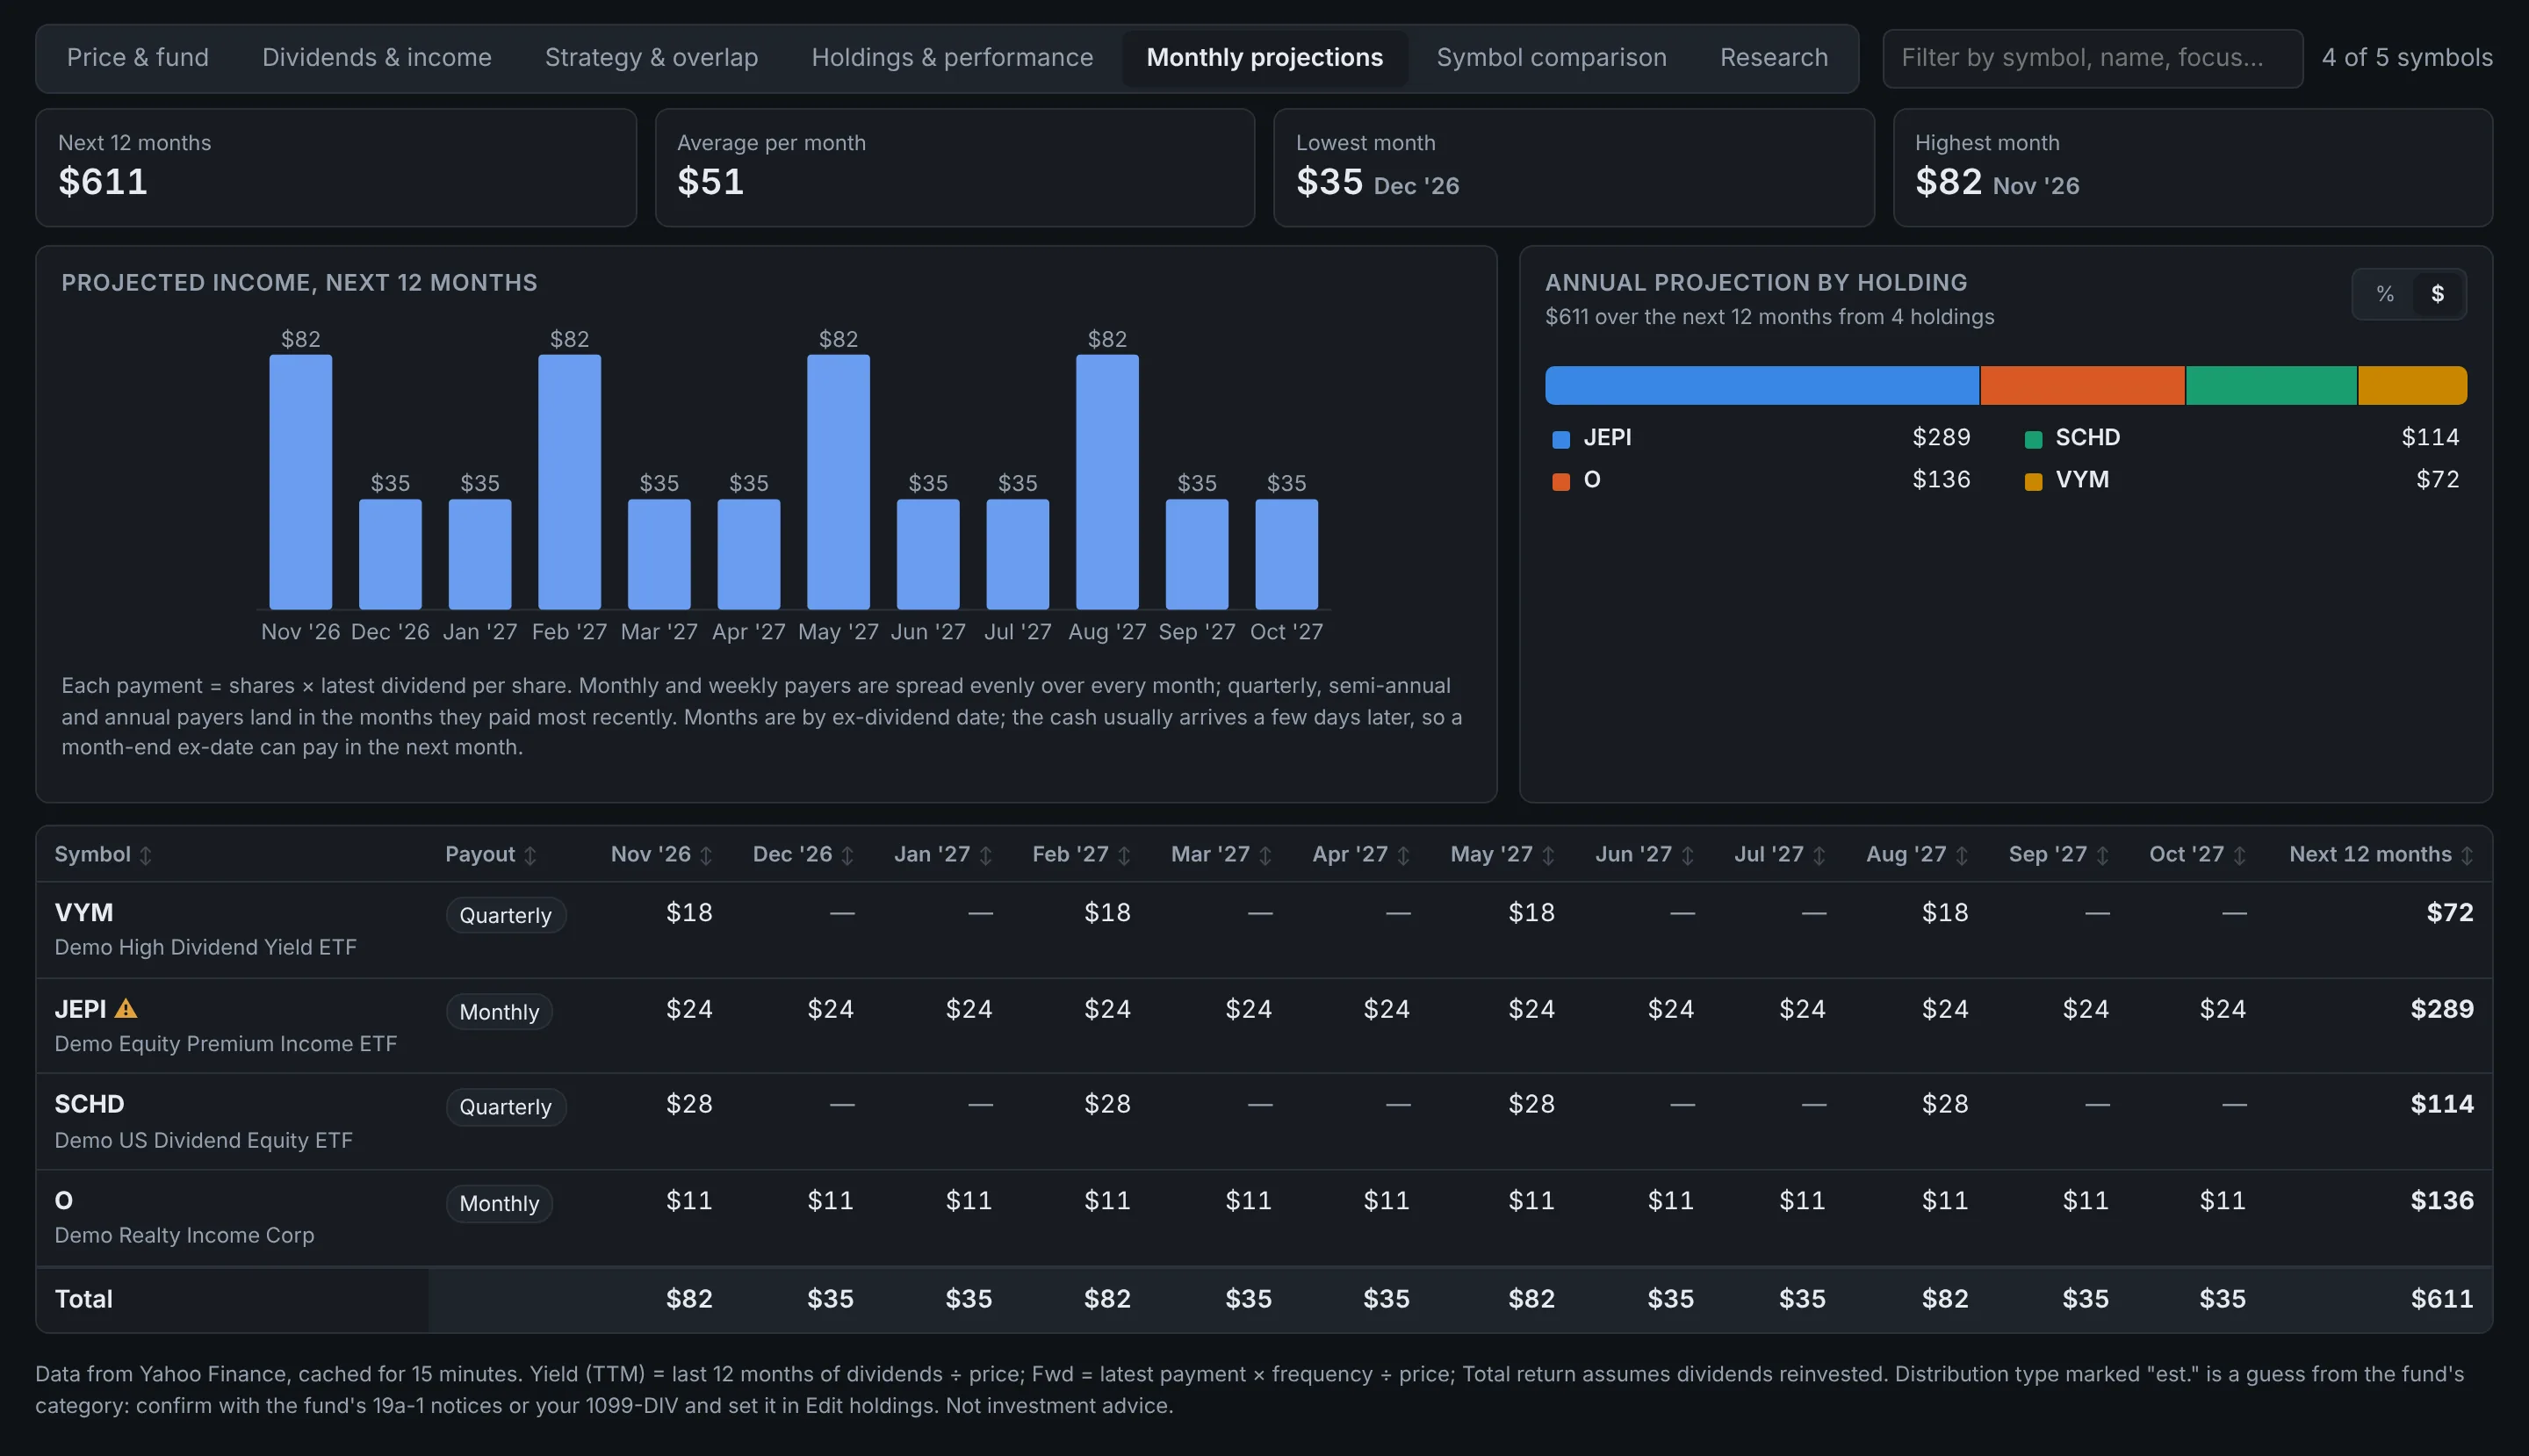 Price & fund Dividends & income Strategy & overlap Holdings & performance Monthly projections Symbol comparison Research Filter by symbol, name, focus... 4 of 5 symbols
Next 12 months
$611
Average per month
$51
Lowest month
$35 Dec '26
Highest month
$82 Nov '26
PROJECTED INCOME, NEXT 12 MONTHS
$82 $35 $35 $82 $35 $35 $82 $35 $35 $82 $35 $35
Nov '26 Dec '26 Jan '27 Feb '27 Mar '27 Apr '27 May '27 Jun '27 Jul '27 Aug '27 Sep '27 Oct '27
Each payment = shares × latest dividend per share. Monthly and weekly payers are spread evenly over every month; quarterly, semi-annual
and annual payers land in the months they paid most recently. Months are by ex-dividend date; the cash usually arrives a few days later, so a
month-end ex-date can pay in the next month.
ANNUAL PROJECTION BY HOLDING
% $
$611 over the next 12 months from 4 holdings
JEPI $289 SCHD $114
O $136 VYM $72
Symbol Payout Nov '26 Dec '26 Jan '27 Feb '27 Mar '27 Apr '27 May '27 Jun '27 Jul '27 Aug '27 Sep '27 Oct '27 Next 12 months
VYM Quarterly $18 — — $18 — — $18 — — $18 — — $72
Demo High Dividend Yield ETF
JEPI Monthly $24 $24 $24 $24 $24 $24 $24 $24 $24 $24 $24 $24 $289
Demo Equity Premium Income ETF
SCHD Quarterly $28 — — $28 — — $28 — — $28 — — $114
Demo US Dividend Equity ETF
O Monthly $11 $11 $11 $11 $11 $11 $11 $11 $11 $11 $11 $11 $136
Demo Realty Income Corp
Total $82 $35 $35 $82 $35 $35 $82 $35 $35 $82 $35 $35 $611
Data from Yahoo Finance, cached for 15 minutes. Yield (TTM) = last 12 months of dividends ÷ price; Fwd = latest payment × frequency ÷ price; Total return assumes dividends reinvested. Distribution type marked "est." is a guess from the fund's
category: confirm with the fund's 19a-1 notices or your 1099-DIV and set it in Edit holdings. Not investment advice.